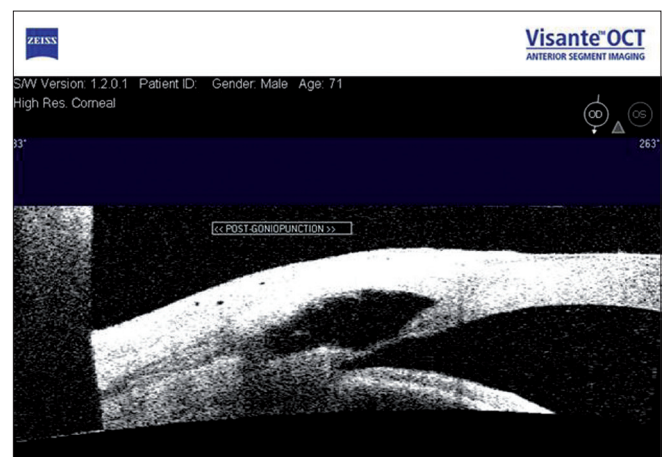 ZEISS
Visante™ OCT
ANTERIOR SEGMENT IMAGING
S/W Version: 1.2.0.1 Patient ID: Gender: Male Age: 71
High Res. Corneal
OD OS
33° 263°
<< POST-GONIOPUNCTION >>